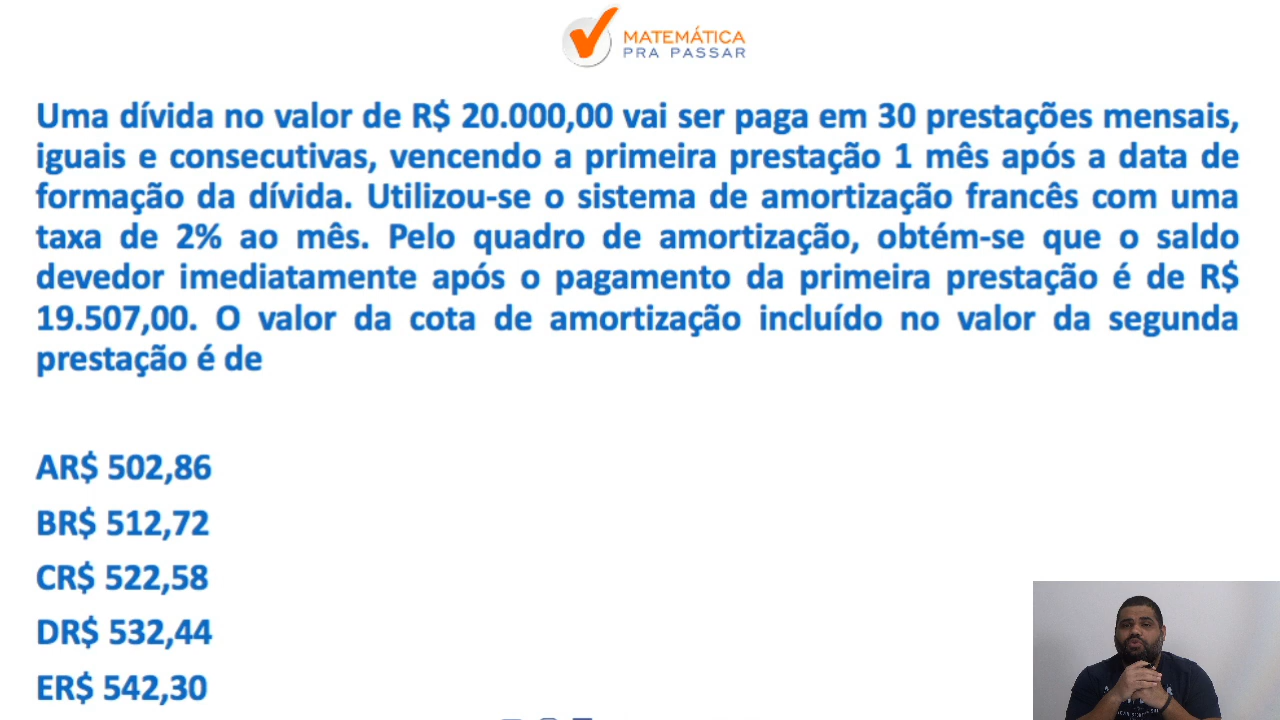 MATEMÁTICA
PRA PASSAR
Uma dívida no valor de R$ 20.000,00 vai ser paga em 30 prestações mensais,
iguais e consecutivas, vencendo a primeira prestação 1 mês após a data de
formação da dívida. Utilizou-se o sistema de amortização francês com uma
taxa de 2% ao mês. Pelo quadro de amortização, obtém-se que o saldo
devedor imediatamente após o pagamento da primeira prestação é de R$
19.507,00. O valor da cota de amortização incluído no valor da segunda
prestação é de
AR$ 502,86
BR$ 512,72
CR$ 522,58
DR$ 532,44
ER$ 542,30